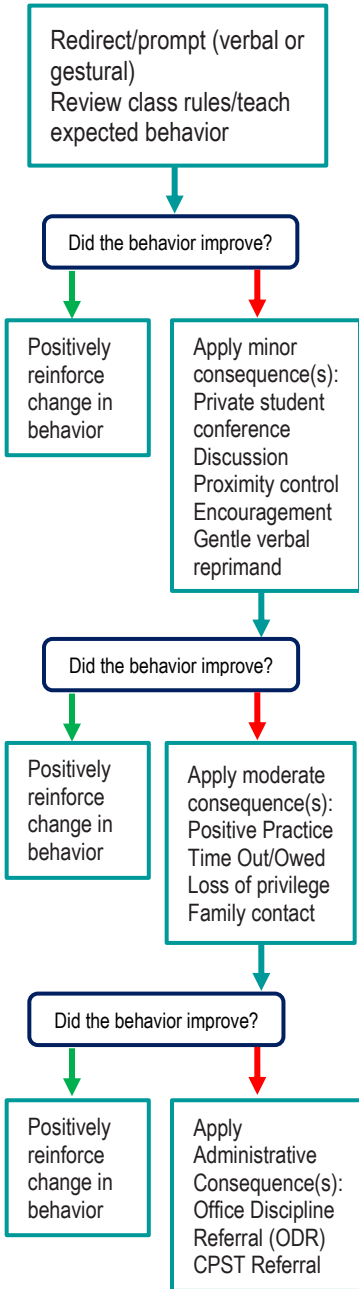 Redirect/prompt (verbal or
gestural)
Review class rules/teach
expected behavior
Did the behavior improve?
Positively
reinforce
change in
behavior
Apply minor
consequence(s):
Private student
conference
Discussion
Proximity control
Encouragement
Gentle verbal
reprimand
Did the behavior improve?
Positively
reinforce
change in
behavior
Apply moderate
consequence(s):
Positive Practice
Time Out/Owed
Loss of privilege
Family contact
Did the behavior improve?
Positively
reinforce
change in
behavior
Apply
Administrative
Consequence(s):
Office Discipline
Referral (ODR)
CPST Referral